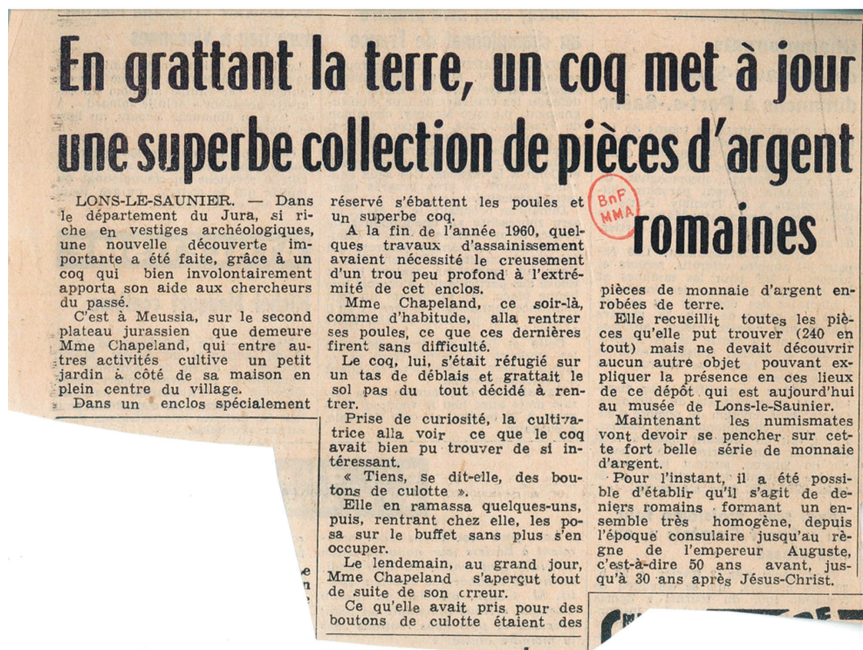 En grattant la terre, un coq met à jour
une superbe collection de pièces d'argent
romaines
BnF
MMA
LONS-LE-SAUNIER. — Dans
le département du Jura, si ri-
che en vestiges archéologiques,
une nouvelle découverte im-
portante a été faite, grâce à un
coq qui bien involontairement
apporta son aide aux chercheurs
du passé.
C'est à Meussia, sur le second
plateau jurassien que demeure
Mme Chapeland, qui entre au-
tres activités cultive un petit
jardin à côté de sa maison en
plein centre du village.
Dans un enclos spécialement
réservé s'ébattent les poules et
un superbe coq.
A la fin de l'année 1960, quel-
ques travaux d'assainissement
avaient nécessité le creusement
d'un trou peu profond à l'extré-
mité de cet enclos.
Mme Chapeland, ce soir-là,
comme d'habitude, alla rentrer
ses poules, ce que ces dernières
firent sans difficulté.
Le coq, lui, s'était réfugié sur
un tas de déblais et grattait le
sol pas du tout décidé à ren-
trer.
Prise de curiosité, la cultiva-
trice alla voir ce que le coq
avait bien pu trouver de si in-
téressant.
« Tiens, se dit-elle, des bou-
tons de culotte ».
Elle en ramassa quelques-uns,
puis, rentrant chez elle, les po-
sa sur le buffet sans plus s'en
occuper.
Le lendemain, au grand jour,
Mme Chapeland s'aperçut tout
de suite de son crreur.
Ce qu'elle avait pris pour des
boutons de culotte étaient des
pièces de monnaie d'argent en-
robées de terre.
Elle recueillit toutes les piè-
ces qu'elle put trouver (240 en
tout) mais ne devait découvrir
aucun autre objet pouvant ex-
pliquer la présence en ces lieux
de ce dépôt qui est aujourd'hui
au musée de Lons-le-Saunier.
Maintenant les numismates
vont devoir se pencher sur cet-
te fort belle série de monnaie
d'argent.
Pour l'instant, il a été possi-
ble d'établir qu'il s'agit de de-
niers romains formant un en-
semble très homogène, depuis
l'époque consulaire jusqu'au rè-
gne de l'empereur Auguste,
c'est-à-dire 50 ans avant, jus-
qu'à 30 ans après Jésus-Christ.